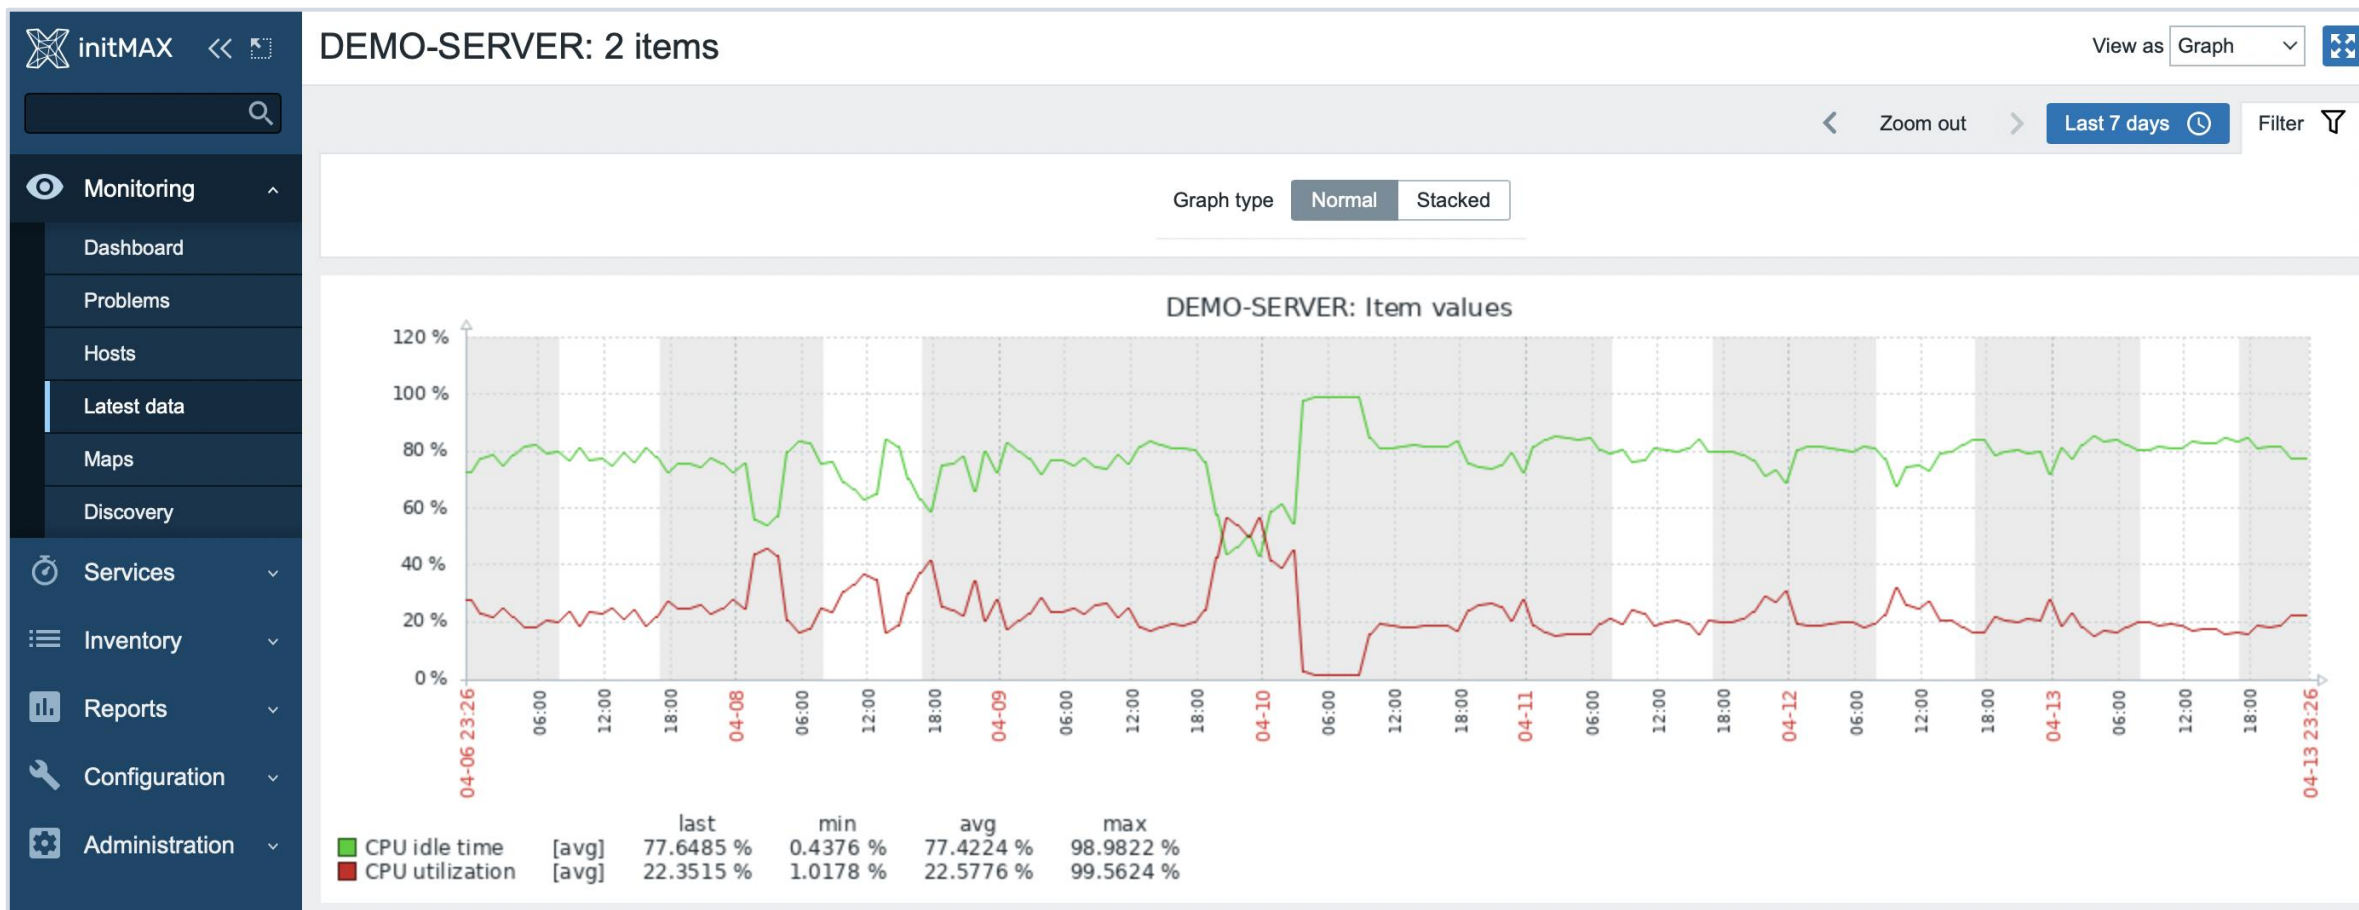 initMAX
DEMO-SERVER: 2 items
View as Graph
Zoom out Last 7 days Filter
Graph type Normal Stacked
Monitoring
Dashboard
Problems
Hosts
Latest data
Maps
Discovery
Services
Inventory
Reports
Configuration
Administration
DEMO-SERVER: Item values
120 %
100 %
80 %
60 %
40 %
20 %
0 %
04-06 23:26 06:00 12:00 18:00 04-08 06:00 12:00 18:00 04-09 06:00 12:00 18:00 04-10 06:00 12:00 18:00 04-11 06:00 12:00 18:00 04-12 06:00 12:00 18:00 04-13 06:00 12:00 18:00 04-13 23:26
last min avg max
CPU idle time [avg] 77.6485 % 0.4376 % 77.4224 % 98.9822 %
CPU utilization [avg] 22.3515 % 1.0178 % 22.5776 % 99.5624 %